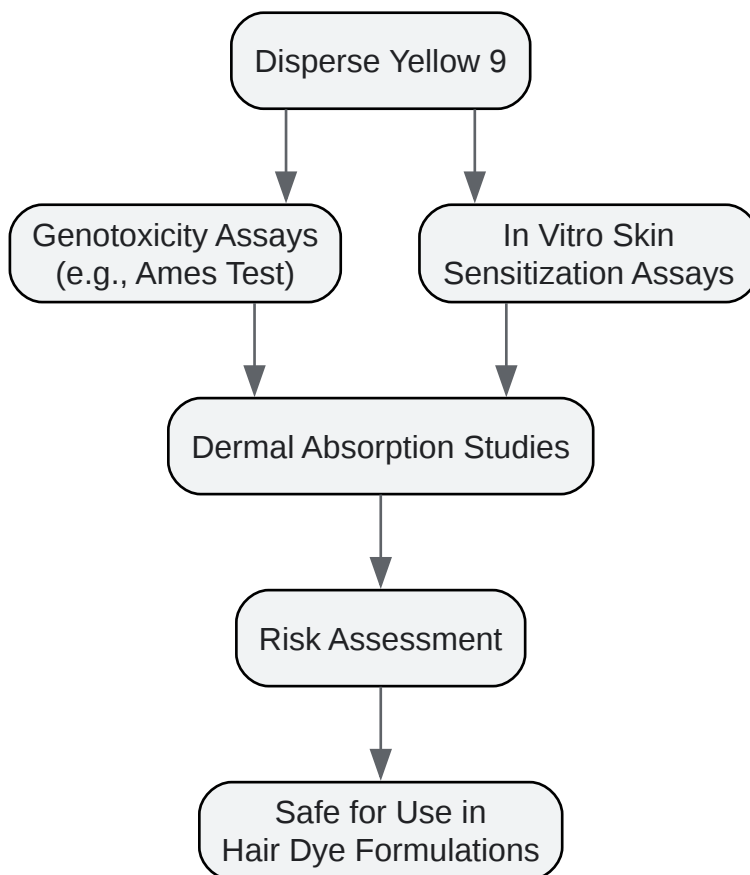 Disperse Yellow 9
Genotoxicity Assays
(e.g., Ames Test)
In Vitro Skin
Sensitization Assays
Dermal Absorption Studies
Risk Assessment
Safe for Use in
Hair Dye Formulations